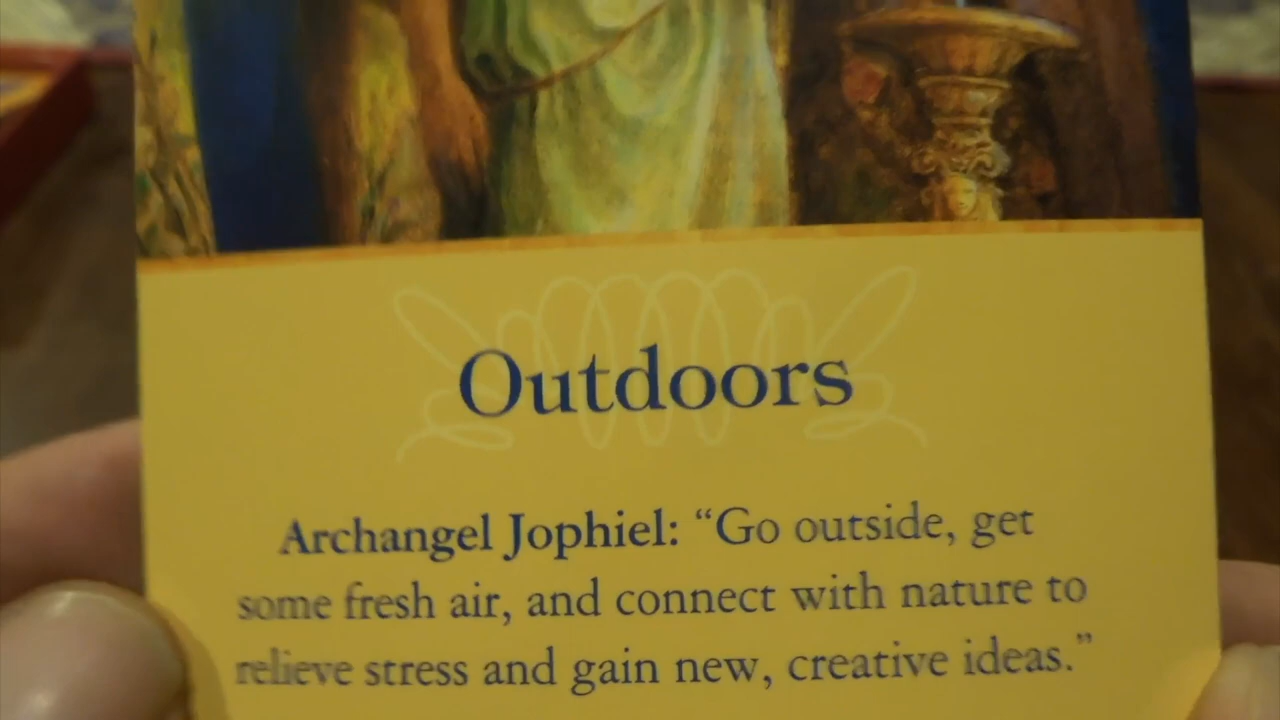 Outdoors
Archangel Jophiel: “Go outside, get
some fresh air, and connect with nature to
relieve stress and gain new, creative ideas.”